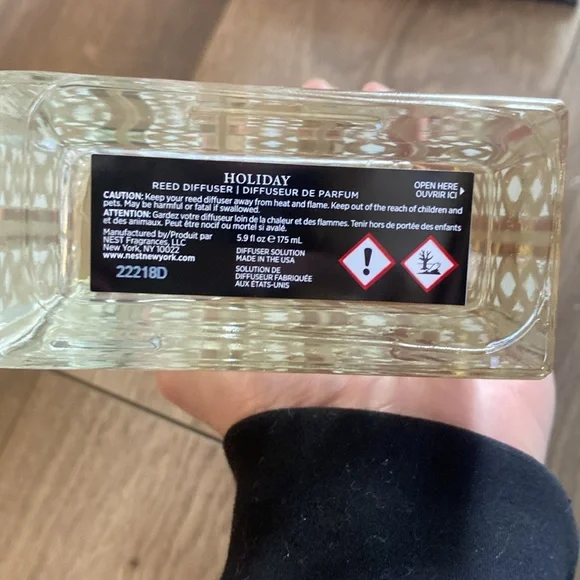 HOLIDAY
REED DIFFUSER | DIFFUSEUR DE PARFUM
OPEN HERE
OUVRIR ICI
CAUTION: Keep your reed diffuser away from heat and flame. Keep out of the reach of children and
pets. May be harmful or fatal if swallowed.
ATTENTION: Gardez votre diffuseur loin de la chaleur et des flammes. Tenir hors de portée des enfants
et des animaux. Peut être nocif ou mortel si avalé.
Manufactured by/Produit par
NEST Fragrances, LLC
New York, NY 10022
www.nestnewyork.com
22218D
5.9 fl oz ℮ 175 mL
DIFFUSER SOLUTION
MADE IN THE USA
SOLUTION DE
DIFFUSEUR FABRIQUÉE
AUX ÉTATS-UNIS